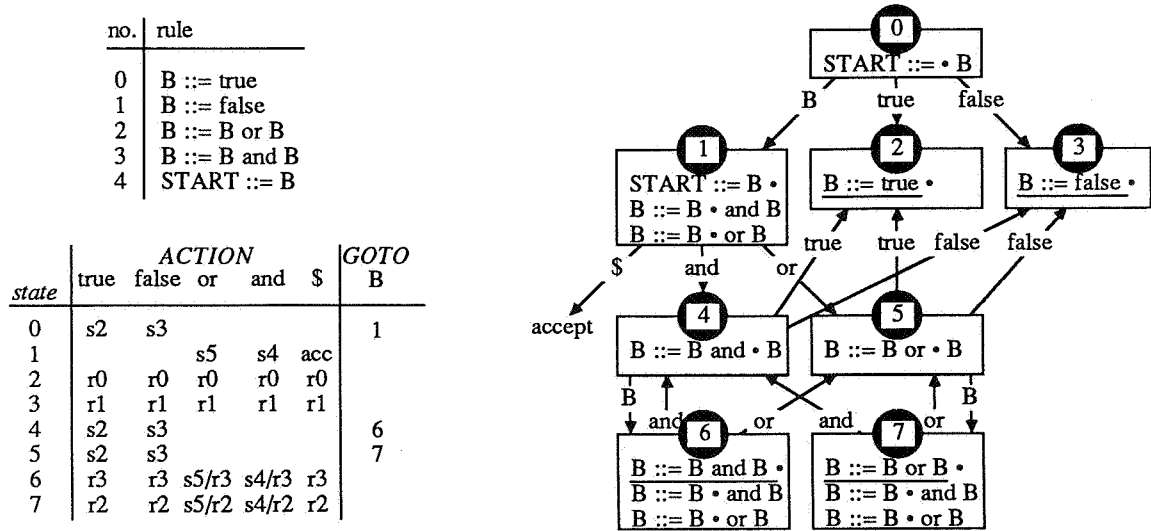 no. rule
0 B ::= true
1 B ::= false
2 B ::= B or B
3 B ::= B and B
4 START ::= B
ACTION GOTO
state true false or and $ B
0 s2 s3 1
1 s5 s4 acc
2 r0 r0 r0 r0 r0
3 r1 r1 r1 r1 r1
4 s2 s3 6
5 s2 s3 7
6 r3 r3 s5/r3 s4/r3 r3
7 r2 r2 s5/r2 s4/r2 r2
0
START ::= • B
B true false
1
START ::= B •
B ::= B • and B
B ::= B • or B
2
B ::= true •
3
B ::= false •
$ and or true true false false
accept
4
B ::= B and • B
5
B ::= B or • B
B and or and or B
6
B ::= B and B •
B ::= B • and B
B ::= B • or B
7
B ::= B or B •
B ::= B • and B
B ::= B • or B